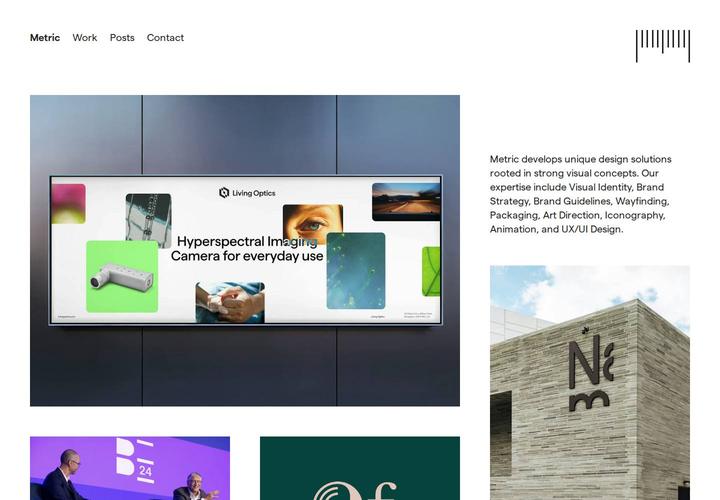 Metric Work Posts Contact
Living Optics
Hyperspectral Imaging
Camera for everyday use
Metric develops unique design solutions
rooted in strong visual concepts. Our
expertise include Visual Identity, Brand
Strategy, Brand Guidelines, Wayfinding,
Packaging, Art Direction, Iconography,
Animation, and UX/UI Design.
24